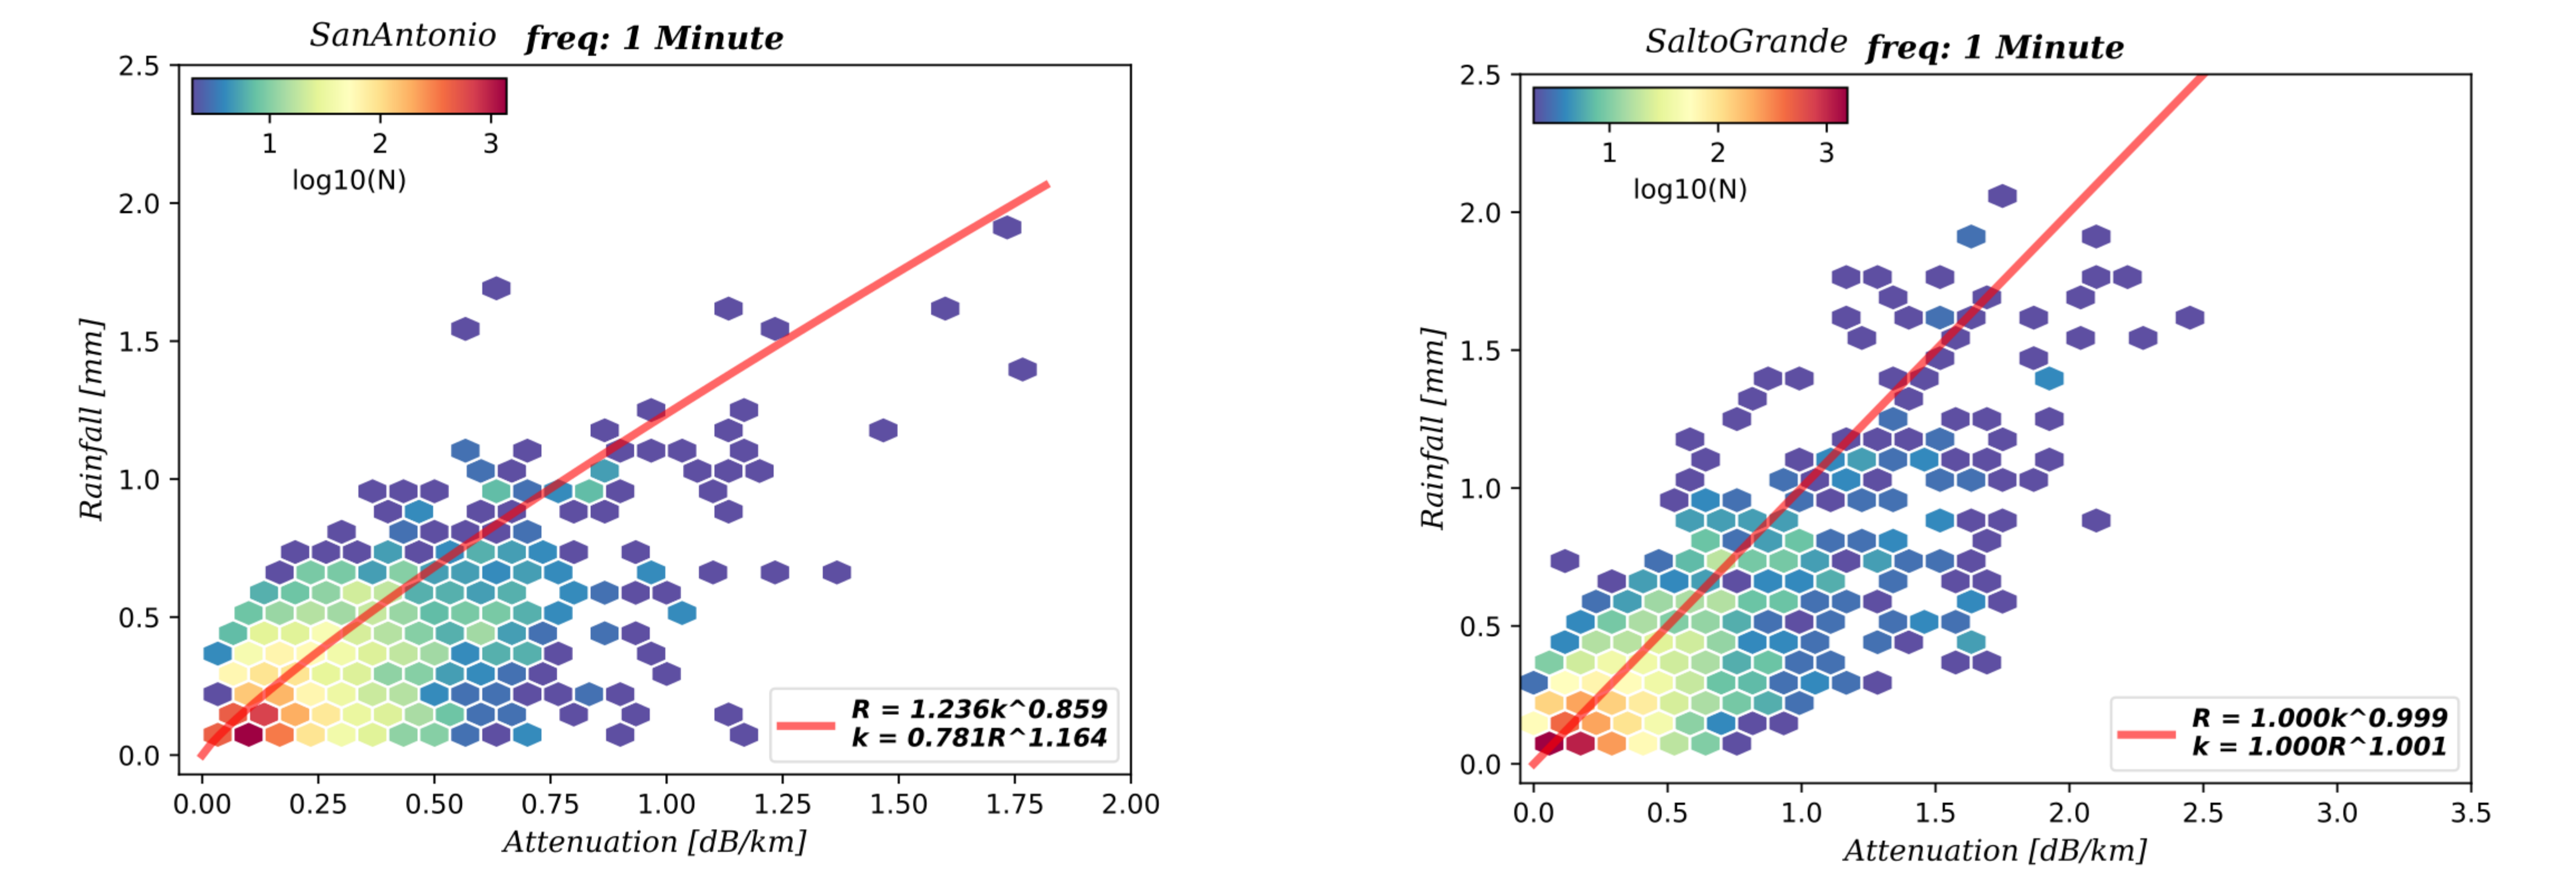 SanAntonio freq: 1 Minute
2.5
2.0
1.5
1.0
0.5
0.0
Rainfall [mm]
1 2 3
log10(N)
R = 1.236k^0.859
k = 0.781R^1.164
0.00 0.25 0.50 0.75 1.00 1.25 1.50 1.75 2.00
Attenuation [dB/km]
SaltoGrande freq: 1 Minute
2.5
2.0
1.5
1.0
0.5
0.0
Rainfall [mm]
1 2 3
log10(N)
R = 1.000k^0.999
k = 1.000R^1.001
0.0 0.5 1.0 1.5 2.0 2.5 3.0 3.5
Attenuation [dB/km]